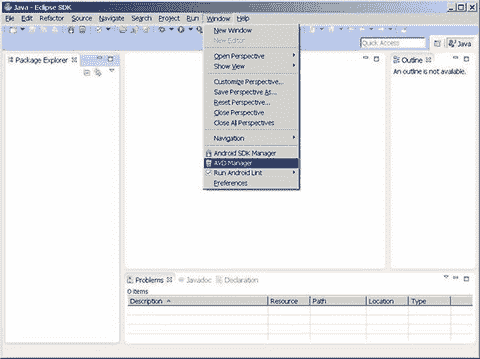 Java - Eclipse SDK
File Edit Refactor Source Navigate Search Project Run Window Help
Quick Access
Java
New Window
New Editor
Package Explorer
Outline
An outline is not available.
Open Perspective
Show View
Customize Perspective...
Save Perspective As...
Reset Perspective...
Close Perspective
Close All Perspectives
Navigation
Android SDK Manager
AVD Manager
Run Android Lint
Preferences
Problems Javadoc Declaration
0 items
Description Resource Path Location Type